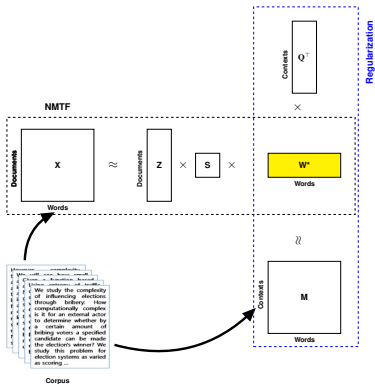 Regularization
Contexts
Q⊤
×
NMTF
Documents
X
≈
Documents
Z
×
S
×
W*
Words
Words
≈
Contexts
M
Words
We study the complexity
of influencing elections
through bribery: How
computationally complex
is it for an external actor
to determine whether by
a certain amount of
bribing voters a specified
candidate can be made
the election's winner? We
study this problem for
election systems as varied
as scoring ...
Corpus